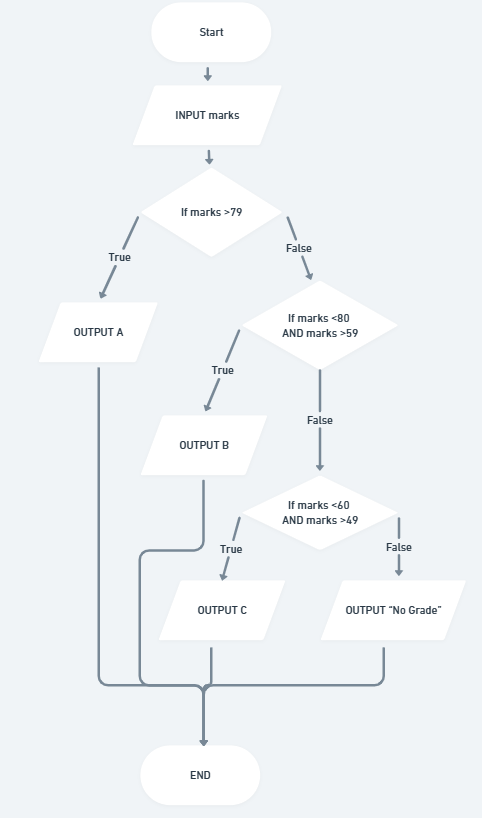 Start
INPUT marks
If marks >79
True
False
OUTPUT A
If marks <80
AND marks >59
True
False
OUTPUT B
If marks <60
AND marks >49
True
False
OUTPUT C
OUTPUT “No Grade”
END